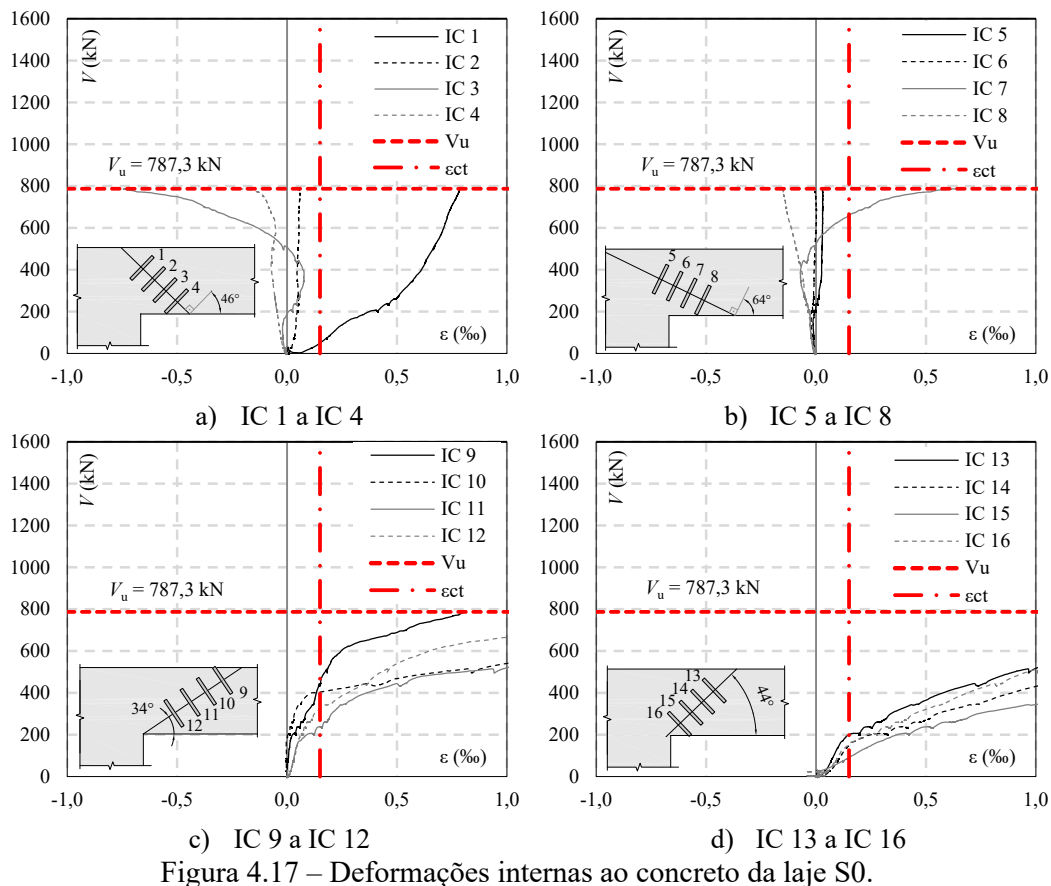 1600
1400
1200
1000
800
600
400
200
0
V (kN)
IC 1
IC 2
IC 3
IC 4
Vu
εct
Vu = 787,3 kN
1
2
3
4
46°
ε (‰)
-1,0
-0,5
0,0
0,5
1,0
a) IC 1 a IC 4
1600
1400
1200
1000
800
600
400
200
0
V (kN)
IC 5
IC 6
IC 7
IC 8
Vu
εct
Vu = 787,3 kN
5
6
7
8
64°
ε (‰)
-1,0
-0,5
0,0
0,5
1,0
b) IC 5 a IC 8
1600
1400
1200
1000
800
600
400
200
0
V (kN)
IC 9
IC 10
IC 11
IC 12
Vu
εct
Vu = 787,3 kN
9
10
11
12
34°
ε (‰)
-1,0
-0,5
0,0
0,5
1,0
c) IC 9 a IC 12
1600
1400
1200
1000
800
600
400
200
0
V (kN)
IC 13
IC 14
IC 15
IC 16
Vu
εct
Vu = 787,3 kN
13
14
15
16
44°
ε (‰)
-1,0
-0,5
0,0
0,5
1,0
d) IC 13 a IC 16
Figura 4.17 – Deformações internas ao concreto da laje S0.